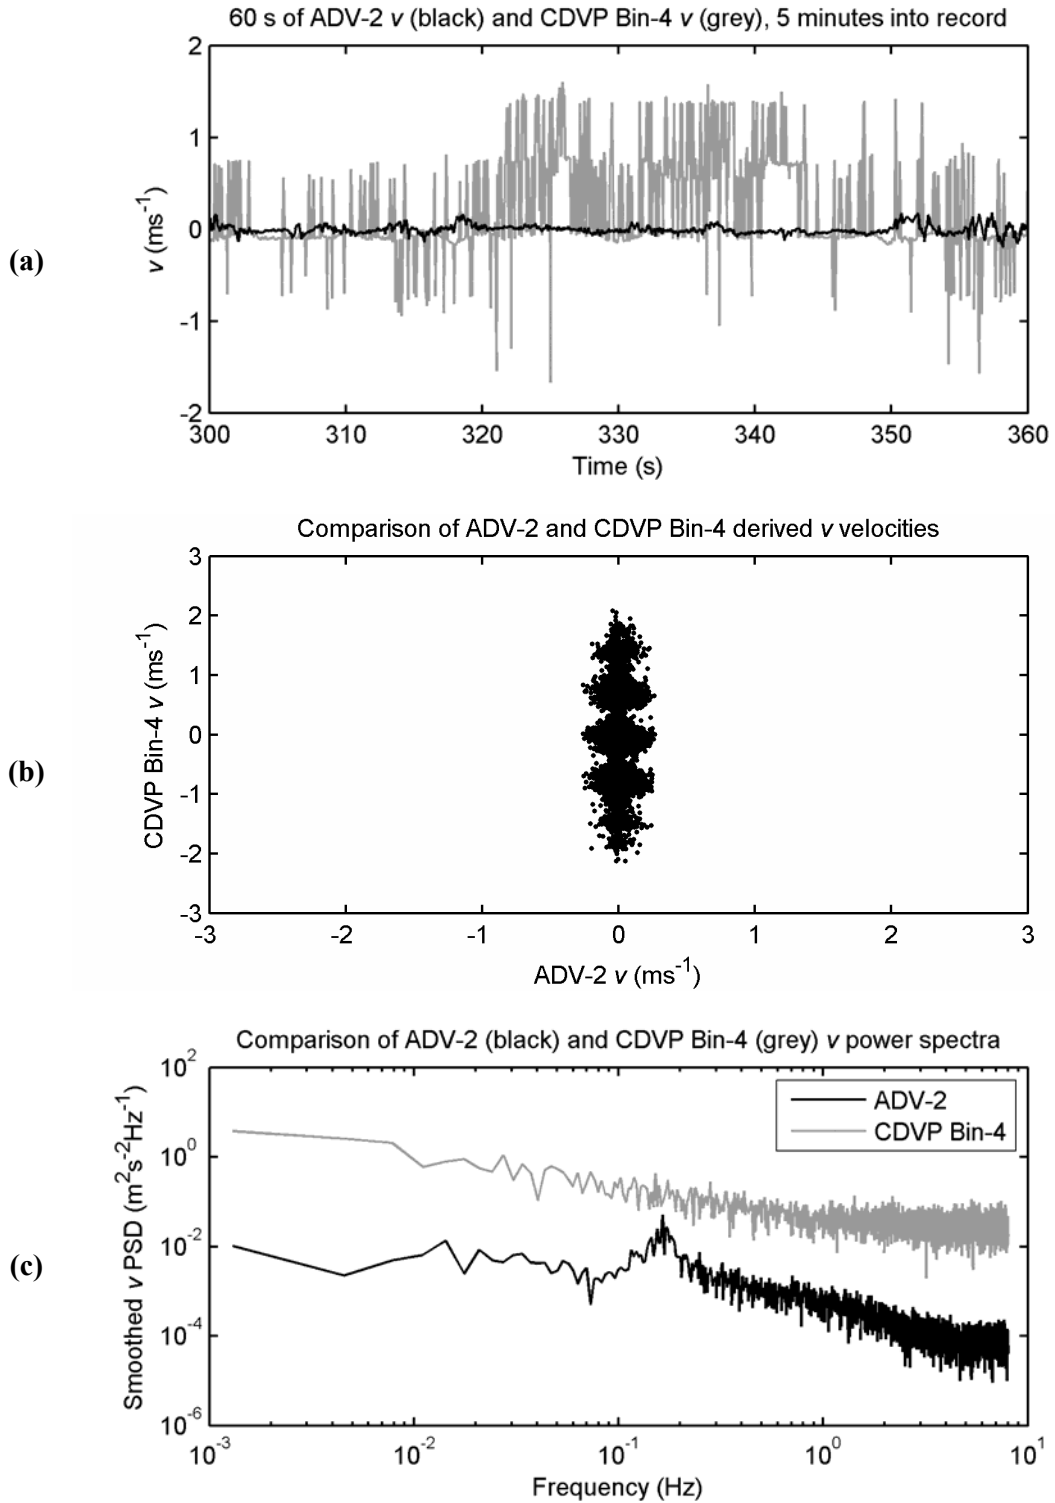 60 s of ADV-2 v (black) and CDVP Bin-4 v (grey), 5 minutes into record
(a)
v (ms⁻¹)
2
1
0
-1
-2
300 310 320 330 340 350 360
Time (s)
Comparison of ADV-2 and CDVP Bin-4 derived v velocities
(b)
CDVP Bin-4 v (ms⁻¹)
3
2
1
0
-1
-2
-3
-3 -2 -1 0 1 2 3
ADV-2 v (ms⁻¹)
Comparison of ADV-2 (black) and CDVP Bin-4 (grey) v power spectra
(c)
Smoothed v PSD (m²s⁻²Hz⁻¹)
10²
10⁰
10⁻²
10⁻⁴
10⁻⁶
ADV-2
CDVP Bin-4
10⁻³ 10⁻² 10⁻¹ 10⁰ 10¹
Frequency (Hz)